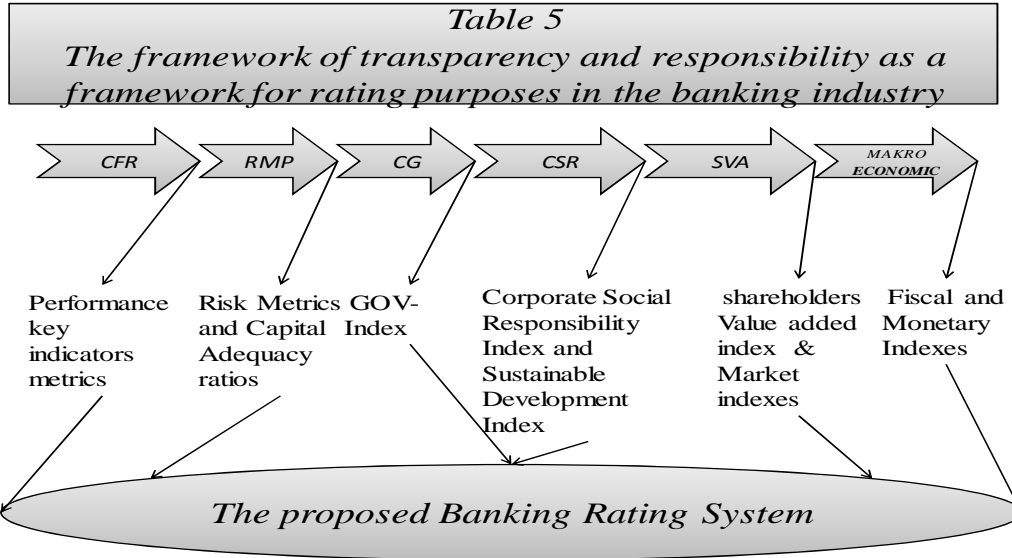 Table 5
The framework of transparency and responsibility as a
framework for rating purposes in the banking industry
CFR
RMP
CG
CSR
SVA
MAKRO
ECONOMIC
Performance
key
indicators
metrics
Risk Metrics
and Capital
Adequacy
ratios
GOV-
Index
Corporate Social
Responsibility
Index and
Sustainable
Development
Index
shareholders
Value added
index &
Market
indexes
Fiscal and
Monetary
Indexes
The proposed Banking Rating System